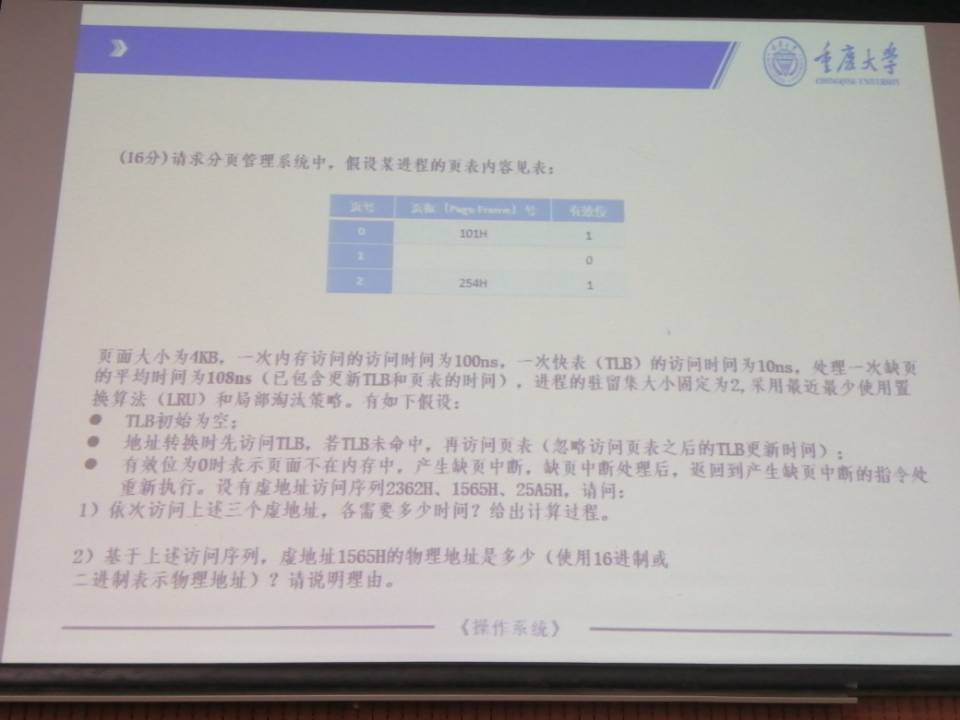 重庆大学
CHONGQING UNIVERSITY
(16分)请求分页管理系统中，假设某进程的页表内容见表：
页号 页框（Page Frame）号 有效位
0 101H 1
1 0
2 254H 1
页面大小为4KB，一次内存访问的访问时间为100ns，一次快表（TLB）的访问时间为10ns，处理一次缺页
的平均时间为108ns（已包含更新TLB和页表的时间），进程的驻留集大小固定为2,采用最近最少使用置
换算法（LRU）和局部淘汰策略。有如下假设：
● TLB初始为空；
● 地址转换时先访问TLB，若TLB未命中，再访问页表（忽略访问页表之后的TLB更新时间）；
● 有效位为0时表示页面不在内存中，产生缺页中断，缺页中断处理后，返回到产生缺页中断的指令处
重新执行。设有虚地址访问序列2362H、1565H、25A5H，请问：
1）依次访问上述三个虚地址，各需要多少时间？给出计算过程。
2）基于上述访问序列，虚地址1565H的物理地址是多少（使用16进制或
二进制表示物理地址）？请说明理由。
《操作系统》